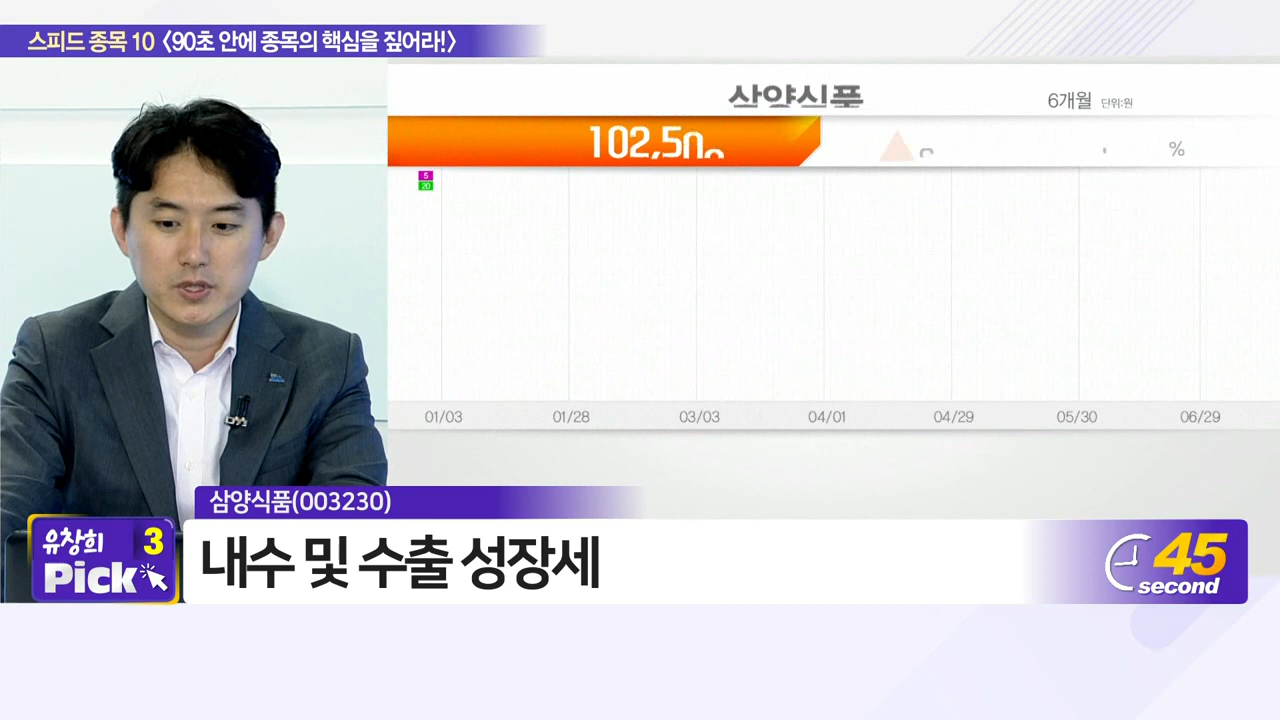 스피드 종목 10 <90초 안에 종목의 핵심을 짚어라!>
삼양식품
6개월 단위:원
%
5
20
01/03 01/28 03/03 04/01 04/29 05/30 06/29
삼양식품(003230)
유창희 3
Pick
내수 및 수출 성장세
45
second